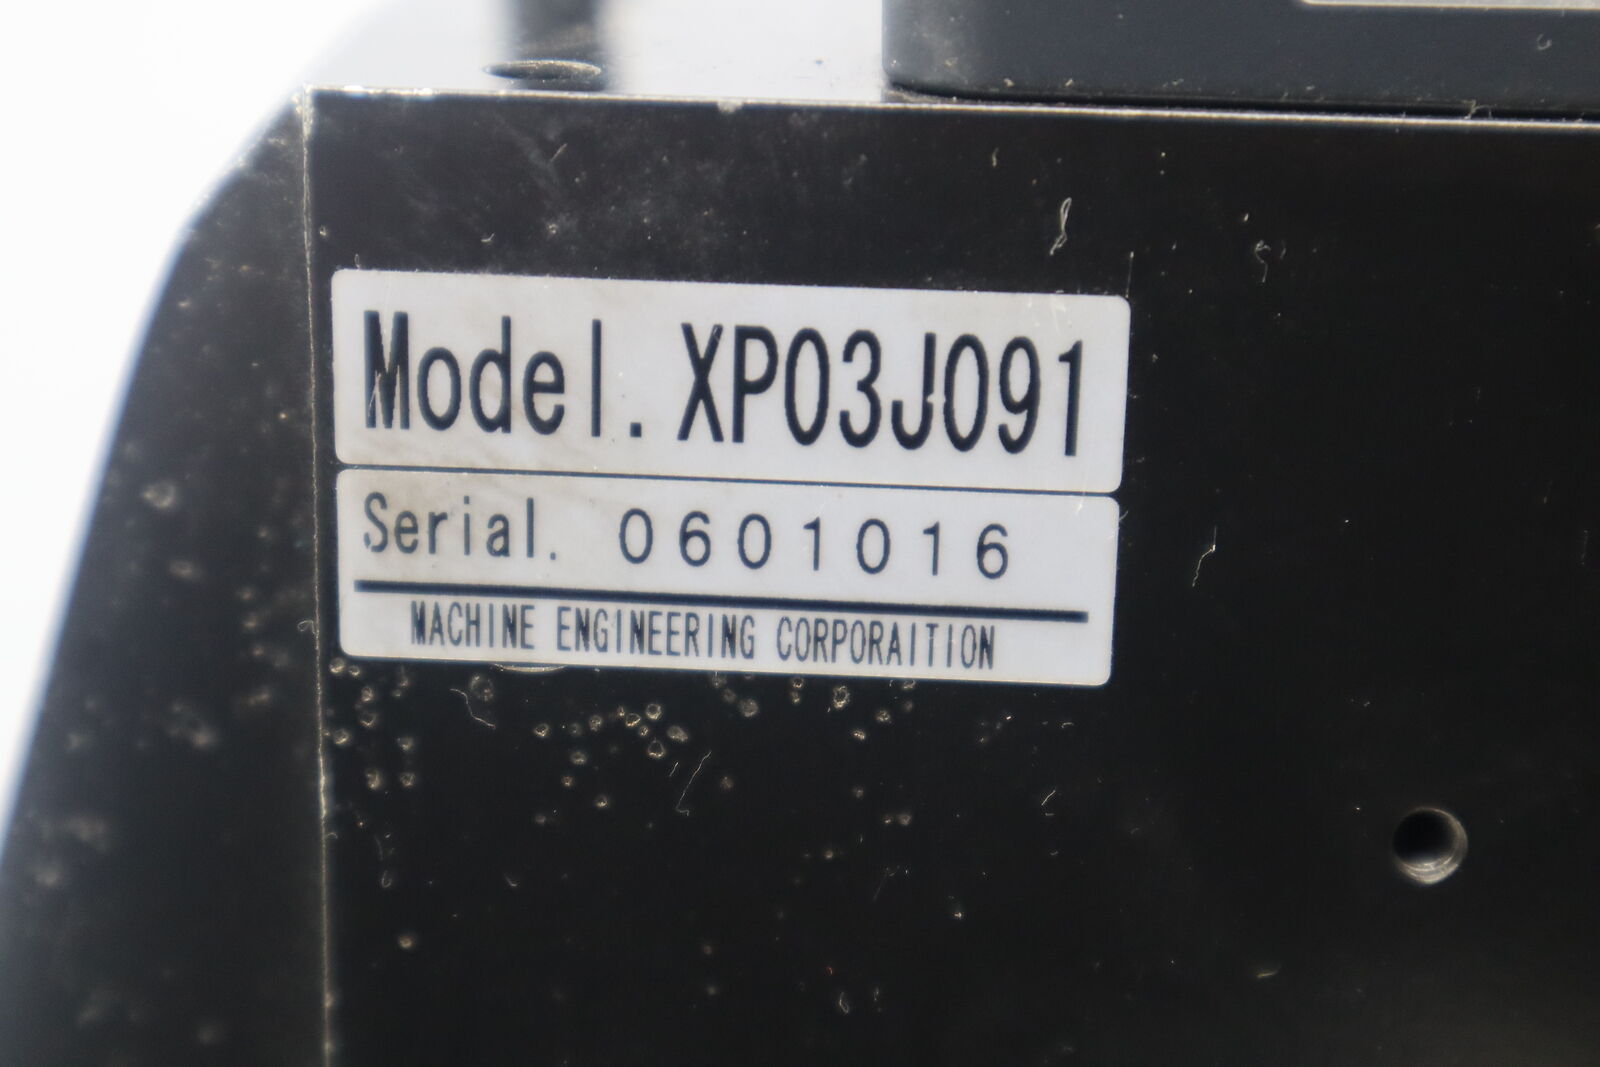 Model. XP03J091
Serial. 0601016
MACHINE ENGINEERING CORPORAITION